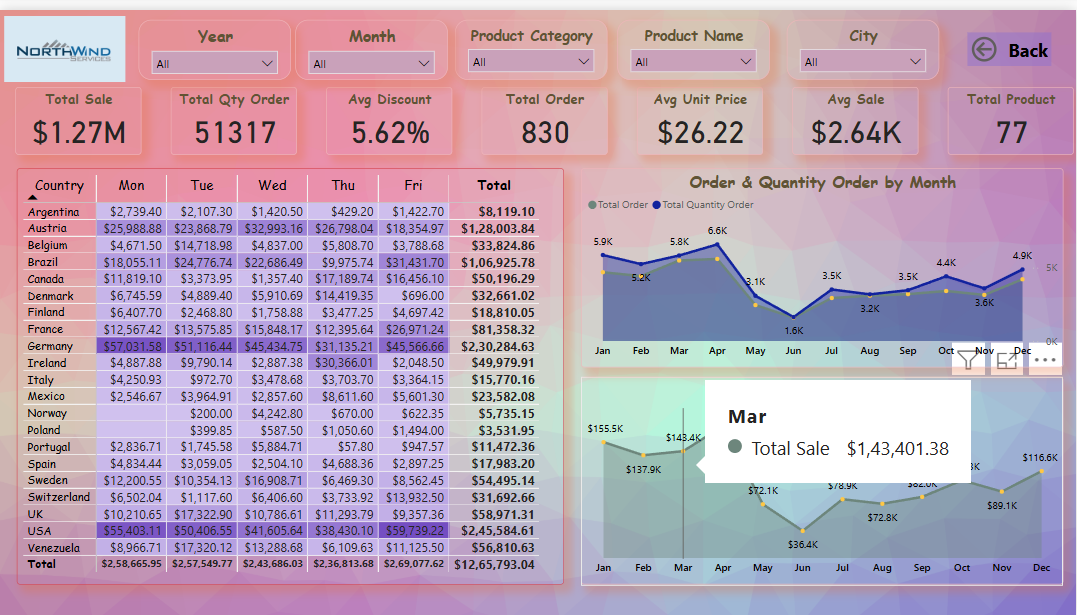 NORTHWIND
SERVICES
Year
All
Month
All
Product Category
All
Product Name
All
City
All
Back
Total Sale
$1.27M
Total Qty Order
51317
Avg Discount
5.62%
Total Order
830
Avg Unit Price
$26.22
Avg Sale
$2.64K
Total Product
77
Country Mon Tue Wed Thu Fri Total
Argentina $2,739.40 $2,107.30 $1,420.50 $429.20 $1,422.70 $8,119.10
Austria $25,988.88 $23,868.79 $32,993.16 $26,798.04 $18,354.97 $1,28,003.84
Belgium $4,671.50 $14,718.98 $4,837.00 $5,808.70 $3,788.68 $33,824.86
Brazil $18,055.11 $24,776.74 $22,686.49 $9,975.74 $31,431.70 $1,06,925.78
Canada $11,819.10 $3,373.95 $1,357.40 $17,189.74 $16,456.10 $50,196.29
Denmark $6,745.59 $4,889.40 $5,910.69 $14,419.35 $696.00 $32,661.02
Finland $6,407.70 $2,468.80 $1,758.88 $3,477.25 $4,697.42 $18,810.05
France $12,567.42 $13,575.85 $15,848.17 $12,395.64 $26,971.24 $81,358.32
Germany $57,031.58 $51,116.44 $45,434.75 $31,135.21 $45,566.66 $2,30,284.63
Ireland $4,887.88 $9,790.14 $2,887.38 $30,366.01 $2,048.50 $49,979.91
Italy $4,250.93 $972.70 $3,478.68 $3,703.70 $3,364.15 $15,770.16
Mexico $2,546.67 $3,964.91 $2,857.60 $8,611.60 $5,601.30 $23,582.08
Norway $200.00 $4,242.80 $670.00 $622.35 $5,735.15
Poland $399.85 $587.50 $1,050.60 $1,494.00 $3,531.95
Portugal $2,836.71 $1,745.58 $5,884.71 $57.80 $947.57 $11,472.36
Spain $4,834.44 $3,059.05 $2,504.10 $4,688.36 $2,897.25 $17,983.20
Sweden $12,200.55 $10,354.13 $16,908.71 $6,469.30 $8,562.45 $54,495.14
Switzerland $6,502.04 $1,117.60 $6,406.60 $3,733.92 $13,932.50 $31,692.66
UK $10,210.65 $17,322.90 $10,786.61 $11,293.79 $9,357.36 $58,971.31
USA $55,403.11 $50,406.55 $41,605.64 $38,430.10 $59,739.22 $2,45,584.61
Venezuela $8,966.71 $17,320.12 $13,288.68 $6,109.63 $11,125.50 $56,810.63
Total $2,58,665.95 $2,57,549.77 $2,43,686.03 $2,36,813.68 $2,69,077.62 $12,65,793.04
Order & Quantity Order by Month
Total Order Total Quantity Order
5.9K 5.2K 5.8K 6.6K 3.1K 1.6K 3.5K 3.2K 3.5K 4.4K 3.6K 4.9K
5K
0K
Jan Feb Mar Apr May Jun Jul Aug Sep Oct Nov Dec
Mar
Total Sale $1,43,401.38
$155.5K $137.9K $143.4K $72.1K $36.4K $78.9K $72.8K $82.0K $89.1K $116.6K
Jan Feb Mar Apr May Jun Jul Aug Sep Oct Nov Dec